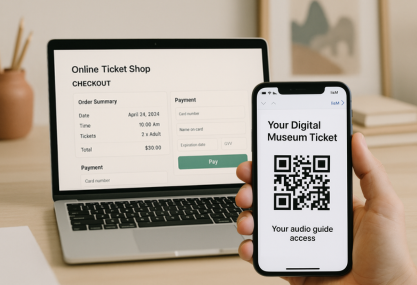 Online Ticket Shop
CHECKOUT
Order Summary
Date April 24, 2024
Time 10:00 Am
Tickets 2 x Adult
Total $30.00
Payment
Card number
Payment
Card number
Name on card
Expiration date
Pay
Your Digital
Museum Ticket
Your audio guide
access